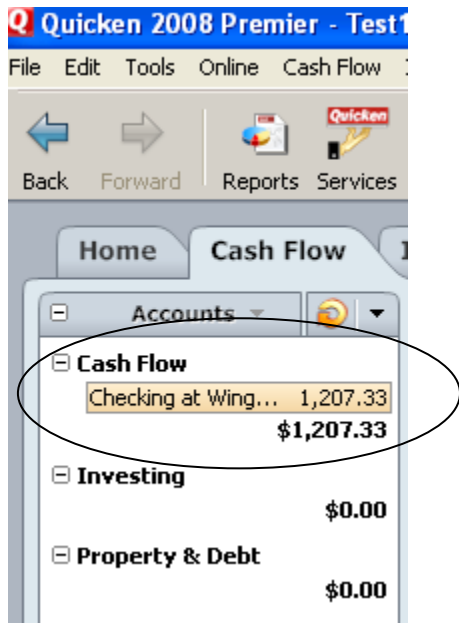 Q Quicken 2008 Premier - Test1
File Edit Tools Online Cash Flow
Quicken
Back Forward Reports Services
Home Cash Flow
Accounts
Cash Flow
Checking at Wing... 1,207.33
$1,207.33
Investing
$0.00
Property & Debt
$0.00